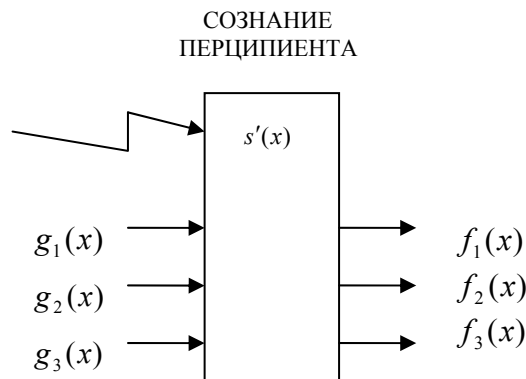 СОЗНАНИЕ
ПЕРЦИПИЕНТА
s′(x)
g₁(x) f₁(x)
g₂(x) f₂(x)
g₃(x) f₃(x)